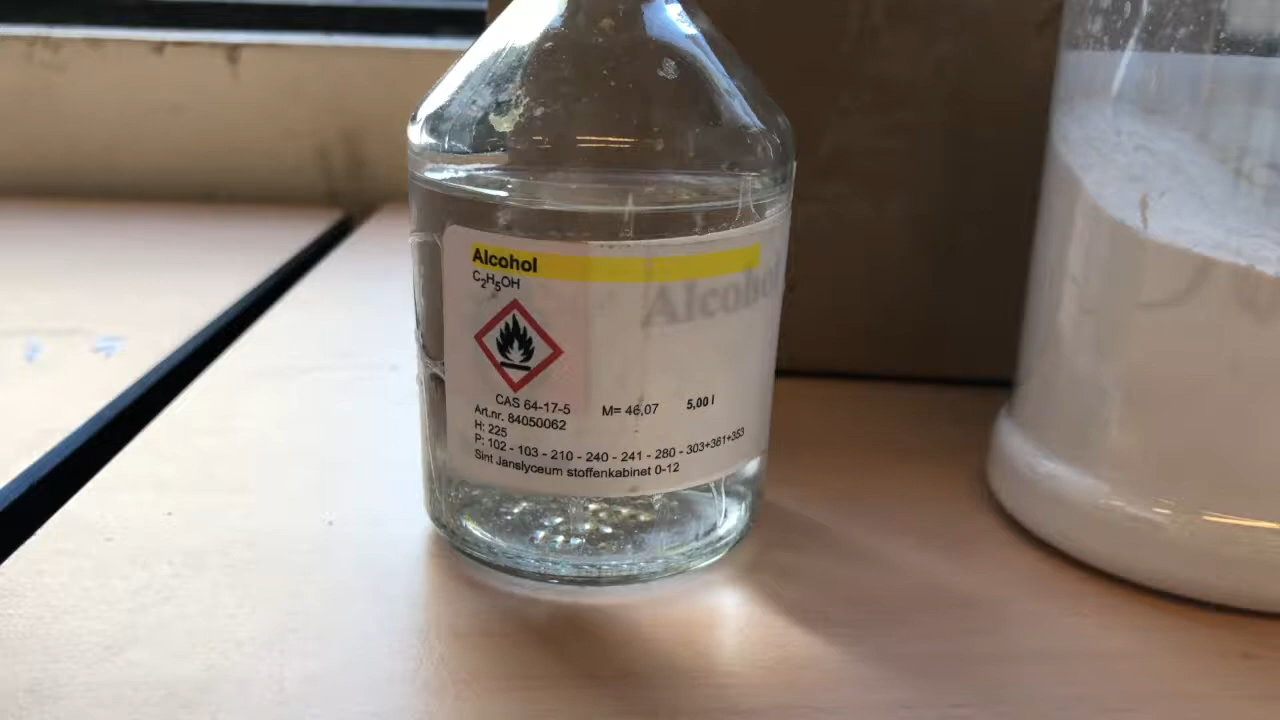 Alcohol
C₂H₅OH
Alcohol
CAS 64-17-5 M= 46,07 5,00 l
Art.nr. 84050062
H: 225
P: 102 - 103 - 210 - 240 - 241 - 280 - 303+361+353
Sint Janslyceum stoffenkabinet 0-12